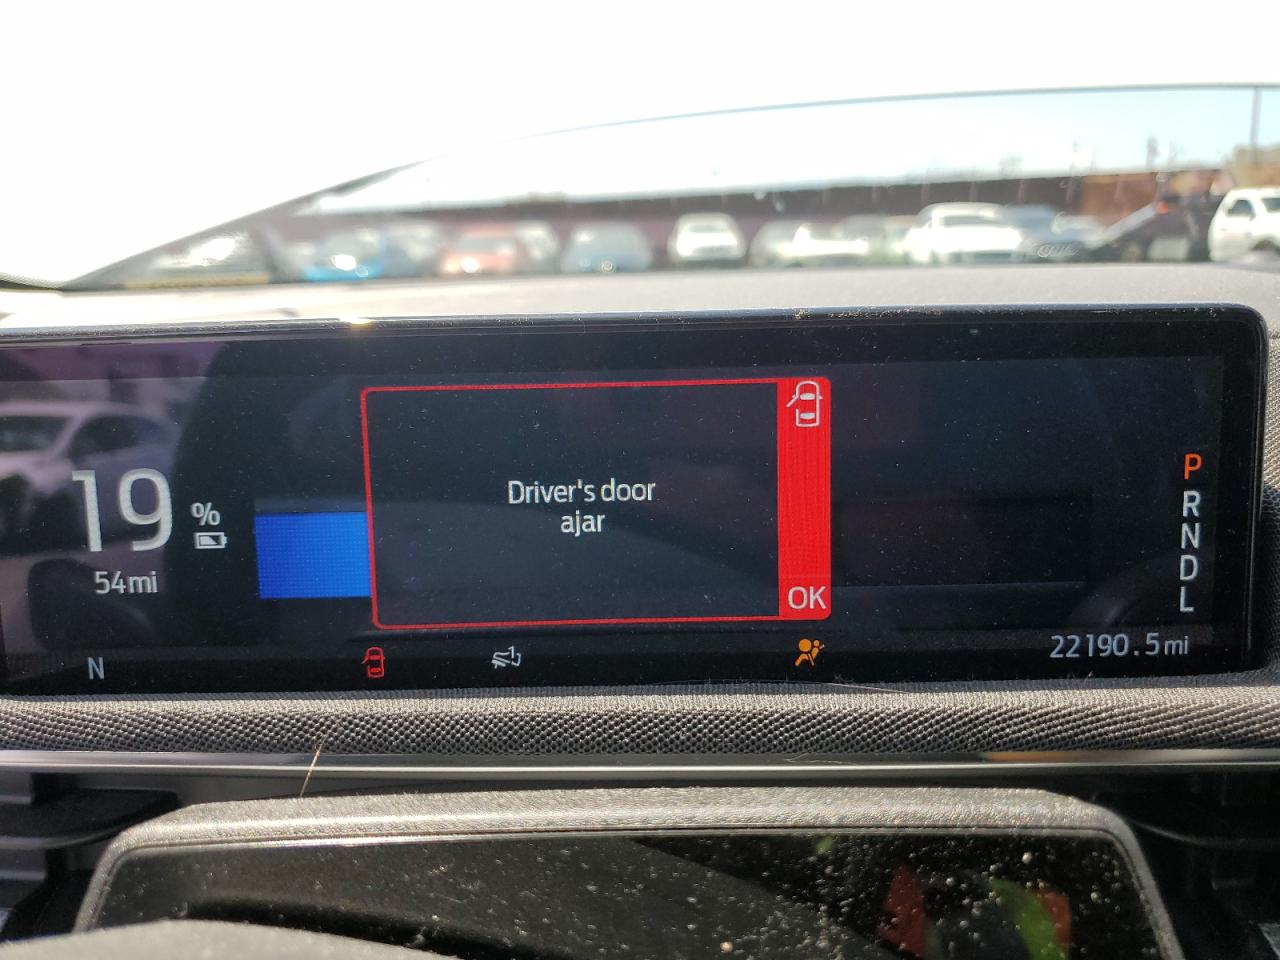 19 %
54mi
N
Driver's door
ajar
OK
P
R
N
D
L
22190.5mi